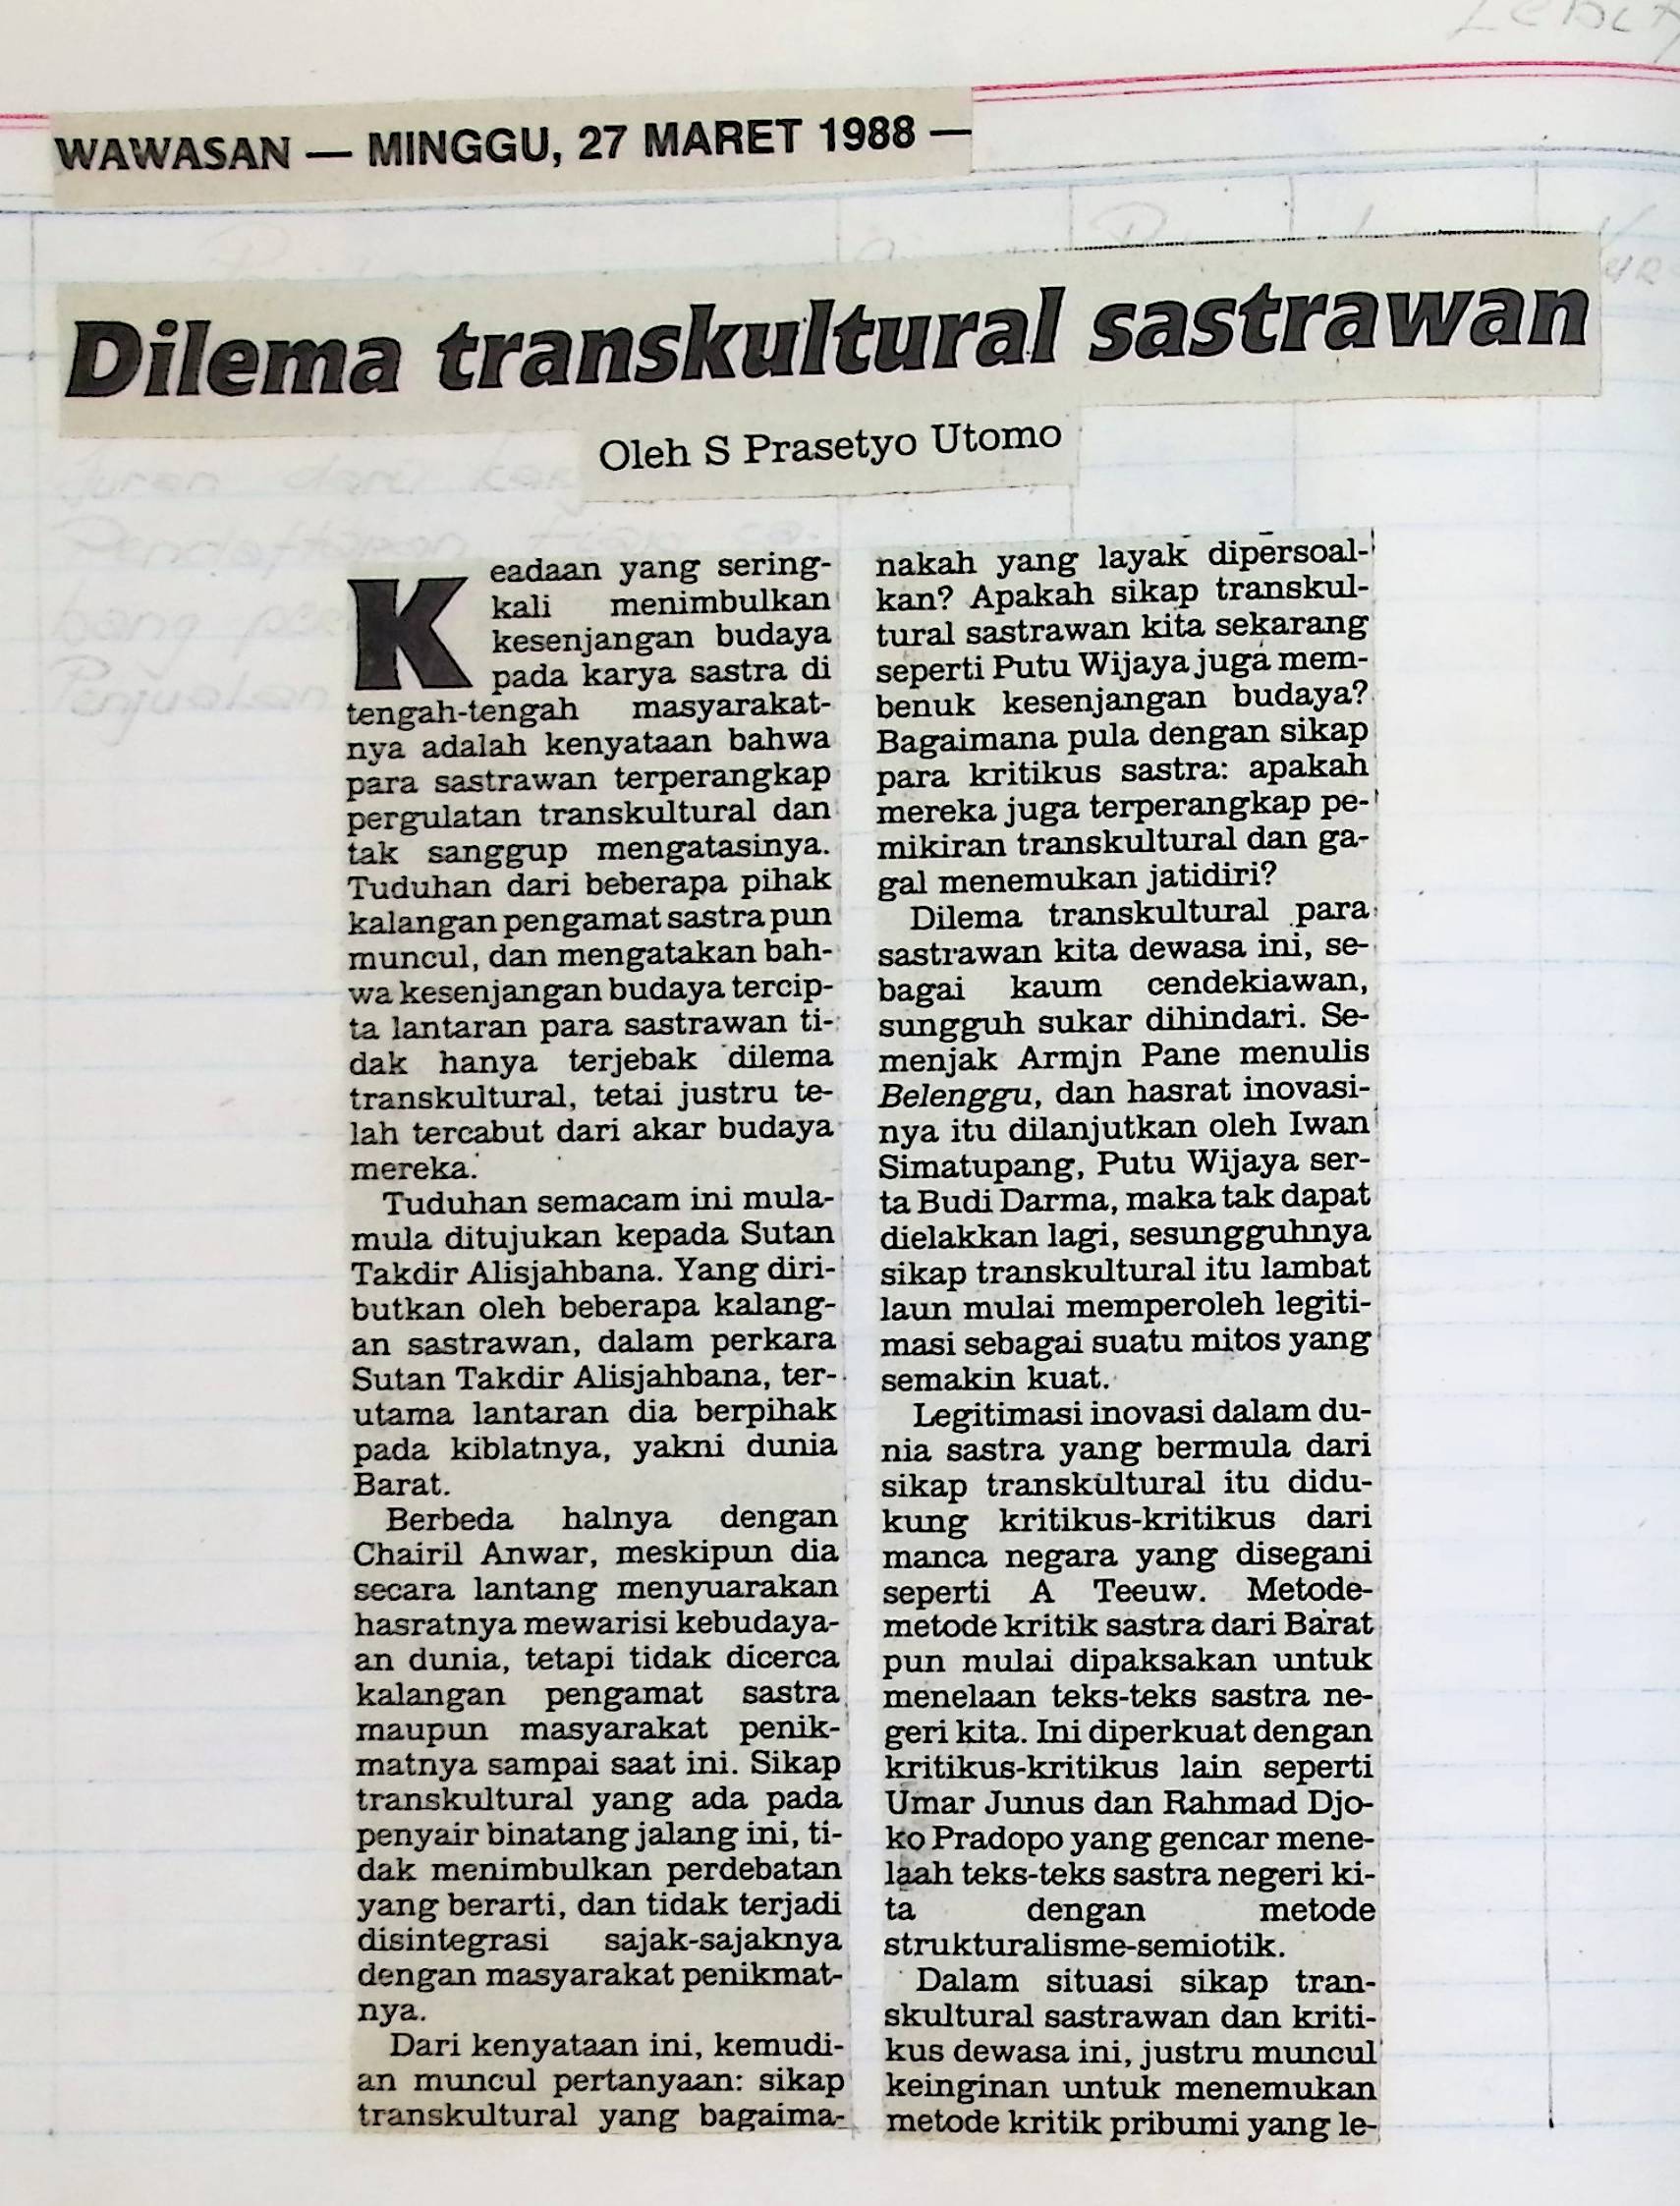 WAWASAN — MINGGU, 27 MARET 1988 —
Dilema transkultural sastrawan
Oleh S Prasetyo Utomo
Keadaan yang sering-
kali menimbulkan
kesenjangan budaya
pada karya sastra di
tengah-tengah masyarakat-
nya adalah kenyataan bahwa
para sastrawan terperangkap
pergulatan transkultural dan
tak sanggup mengatasinya.
Tuduhan dari beberapa pihak
kalangan pengamat sastra pun
muncul, dan mengatakan bah-
wa kesenjangan budaya tercip-
ta lantaran para sastrawan ti-
dak hanya terjebak dilema
transkultural, tetai justru te-
lah tercabut dari akar budaya
mereka.
Tuduhan semacam ini mula-
mula ditujukan kepada Sutan
Takdir Alisjahbana. Yang diri-
butkan oleh beberapa kalang-
an sastrawan, dalam perkara
Sutan Takdir Alisjahbana, ter-
utama lantaran dia berpihak
pada kiblatnya, yakni dunia
Barat.
Berbeda halnya dengan
Chairil Anwar, meskipun dia
secara lantang menyuarakan
hasratnya mewarisi kebudaya-
an dunia, tetapi tidak dicerca
kalangan pengamat sastra
maupun masyarakat penik-
matnya sampai saat ini. Sikap
transkultural yang ada pada
penyair binatang jalang ini, ti-
dak menimbulkan perdebatan
yang berarti, dan tidak terjadi
disintegrasi sajak-sajaknya
dengan masyarakat penikmat-
nya.
Dari kenyataan ini, kemudi-
an muncul pertanyaan: sikap
transkultural yang bagaima-
nakah yang layak dipersoal-
kan? Apakah sikap transkul-
tural sastrawan kita sekarang
seperti Putu Wijaya juga mem-
benuk kesenjangan budaya?
Bagaimana pula dengan sikap
para kritikus sastra: apakah
mereka juga terperangkap pe-
mikiran transkultural dan ga-
gal menemukan jatidiri?
Dilema transkultural para
sastrawan kita dewasa ini, se-
bagai kaum cendekiawan,
sungguh sukar dihindari. Se-
menjak Armjn Pane menulis
Belenggu, dan hasrat inovasi-
nya itu dilanjutkan oleh Iwan
Simatupang, Putu Wijaya ser-
ta Budi Darma, maka tak dapat
dielakkan lagi, sesungguhnya
sikap transkultural itu lambat
laun mulai memperoleh legiti-
masi sebagai suatu mitos yang
semakin kuat.
Legitimasi inovasi dalam du-
nia sastra yang bermula dari
sikap transkultural itu didu-
kung kritikus-kritikus dari
manca negara yang disegani
seperti A Teeuw. Metode-
metode kritik sastra dari Barat
pun mulai dipaksakan untuk
menelaan teks-teks sastra ne-
geri kita. Ini diperkuat dengan
kritikus-kritikus lain seperti
Umar Junus dan Rahmad Djo-
ko Pradopo yang gencar mene-
laah teks-teks sastra negeri ki-
ta dengan metode
strukturalisme-semiotik.
Dalam situasi sikap tran-
skultural sastrawan dan kriti-
kus dewasa ini, justru muncul
keinginan untuk menemukan
metode kritik pribumi yang le-